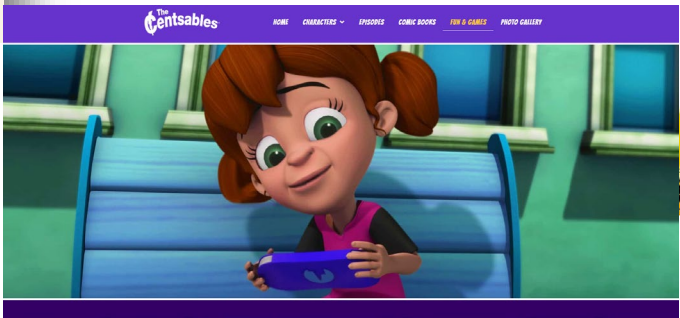 The Centsables
HOME CHARACTERS EPISODES COMIC BOOKS FUN & GAMES PHOTO GALLERY